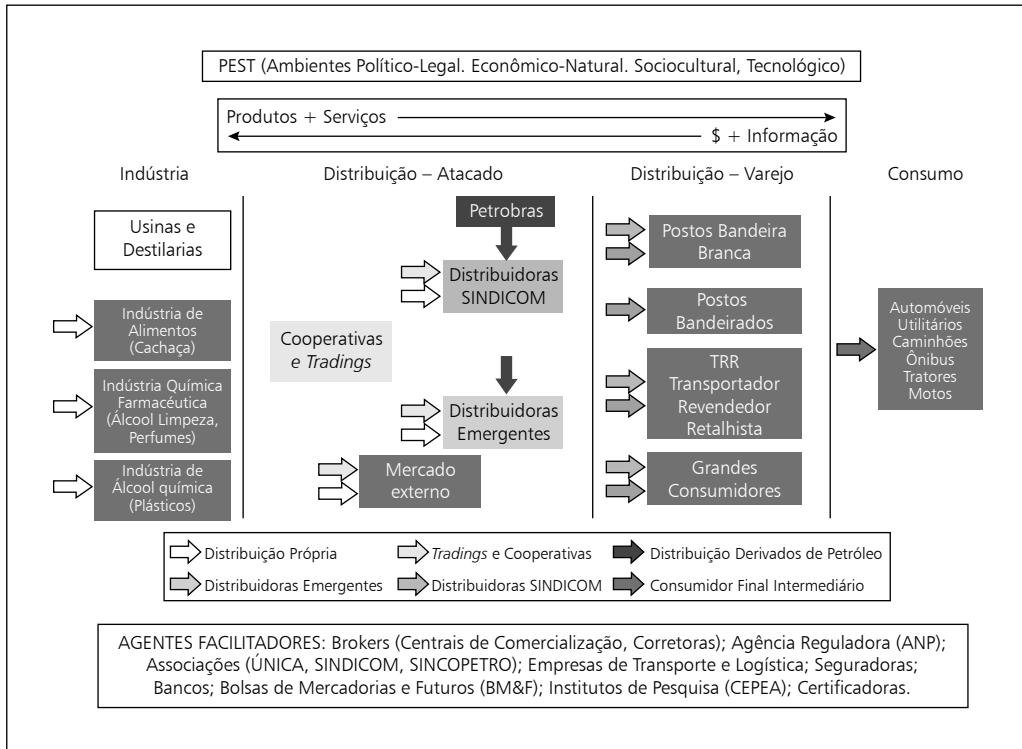 PEST (Ambientes Político-Legal. Econômico-Natural. Sociocultural, Tecnológico)
Produtos + Serviços
$ + Informação
Indústria
Distribuição – Atacado
Distribuição – Varejo
Consumo
Usinas e
Destilarias
Indústria de
Alimentos
(Cachaça)
Indústria Química
Farmacéutica
(Álcool Limpeza,
Perfumes)
Indústria de
Álcool química
(Plásticos)
Petrobras
Distribuidoras
SINDICOM
Cooperativas
e Tradings
Distribuidoras
Emergentes
Mercado
externo
Postos Bandeira
Branca
Postos
Bandeirados
TRR
Transportador
Revendedor
Retalhista
Grandes
Consumidores
Automóveis
Utilitários
Caminhões
Ônibus
Tratores
Motos
Distribuição Própria
Tradings e Cooperativas
Distribuição Derivados de Petróleo
Distribuidoras Emergentes
Distribuidoras SINDICOM
Consumidor Final Intermediário
AGENTES FACILITADORES: Brokers (Centrais de Comercialização, Corretoras); Agência Reguladora (ANP);
Associações (ÚNICA, SINDICOM, SINCOPETRO); Empresas de Transporte e Logística; Seguradoras;
Bancos; Bolsas de Mercadorias e Futuros (BM&F); Institutos de Pesquisa (CEPEA); Certificadoras.